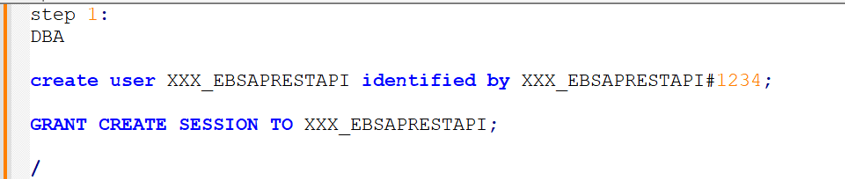 step 1:
DBA
create user XXX_EBSAPRESTAPI identified by XXX_EBSAPRESTAPI#1234;
GRANT CREATE SESSION TO XXX_EBSAPRESTAPI;
/